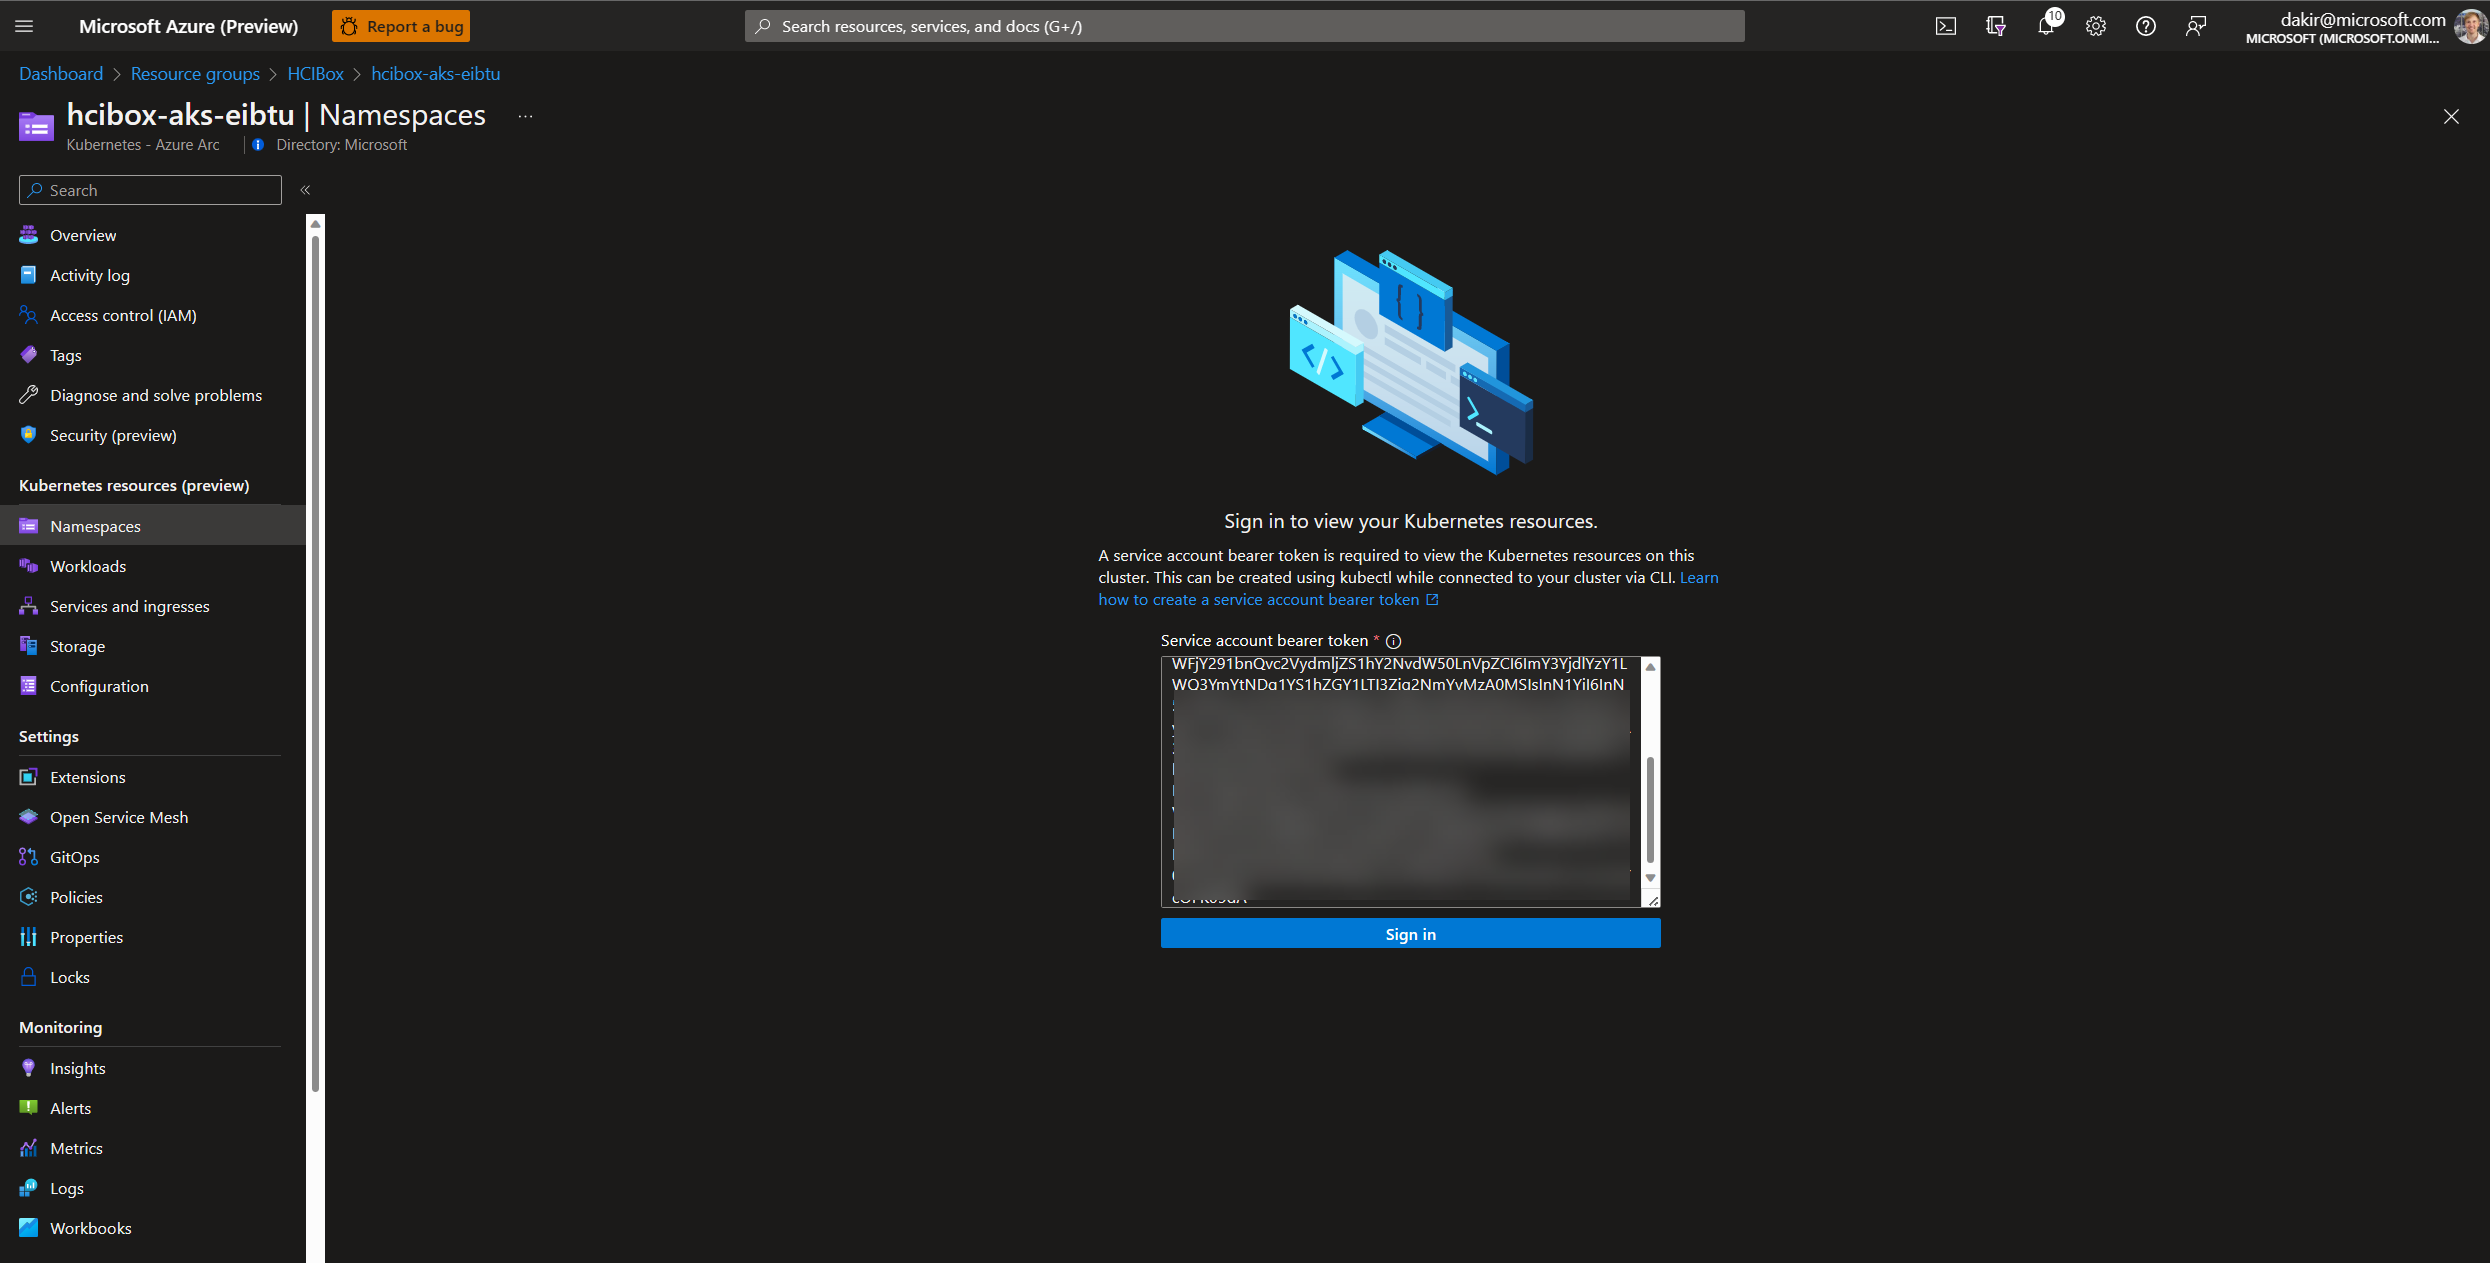 Microsoft Azure (Preview)
Report a bug
Search resources, services, and docs (G+/)
10
dakir@microsoft.com
MICROSOFT (MICROSOFT.ONMI...
Dashboard > Resource groups > HCIBox > hcibox-aks-eibtu
hcibox-aks-eibtu | Namespaces ...
Kubernetes - Azure Arc
Directory: Microsoft
Search
Overview
Activity log
Access control (IAM)
Tags
Diagnose and solve problems
Security (preview)
Kubernetes resources (preview)
Namespaces
Workloads
Services and ingresses
Storage
Configuration
Settings
Extensions
Open Service Mesh
GitOps
Policies
Properties
Locks
Monitoring
Insights
Alerts
Metrics
Logs
Workbooks
Sign in to view your Kubernetes resources.
A service account bearer token is required to view the Kubernetes resources on this
cluster. This can be created using kubectl while connected to your cluster via CLI. Learn
how to create a service account bearer token
Service account bearer token *
Sign in